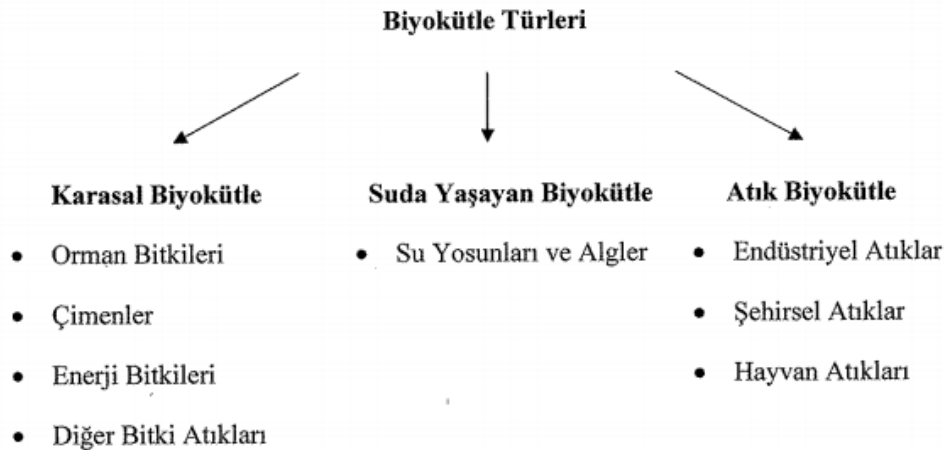 Biyokütle Türleri
Karasal Biyokütle
• Orman Bitkileri
• Çimenler
• Enerji Bitkileri
• Diğer Bitki Atıkları
Suda Yaşayan Biyokütle
• Su Yosunları ve Algler
Atık Biyokütle
• Endüstriyel Atıklar
• Şehirsel Atıklar
• Hayvan Atıkları